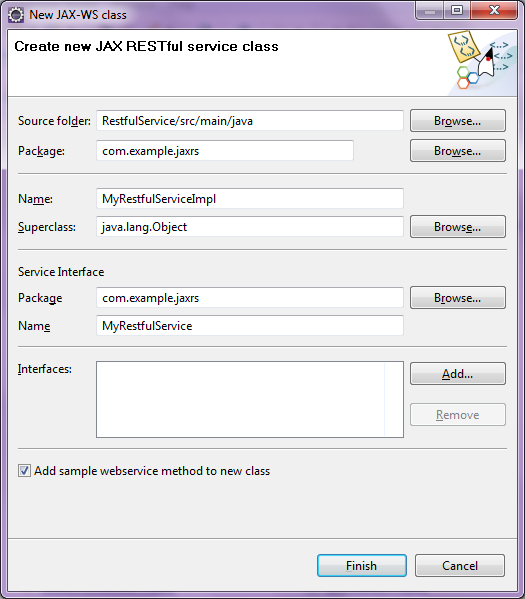 New JAX-WS class
Create new JAX RESTful service class
Source folder: RestfulService/src/main/java Browse...
Package: com.example.jaxrs Browse...
Name: MyRestfulServiceImpl
Superclass: java.lang.Object Browse...
Service Interface
Package com.example.jaxrs Browse...
Name MyRestfulService
Interfaces: Add...
Remove
Add sample webservice method to new class
Finish Cancel